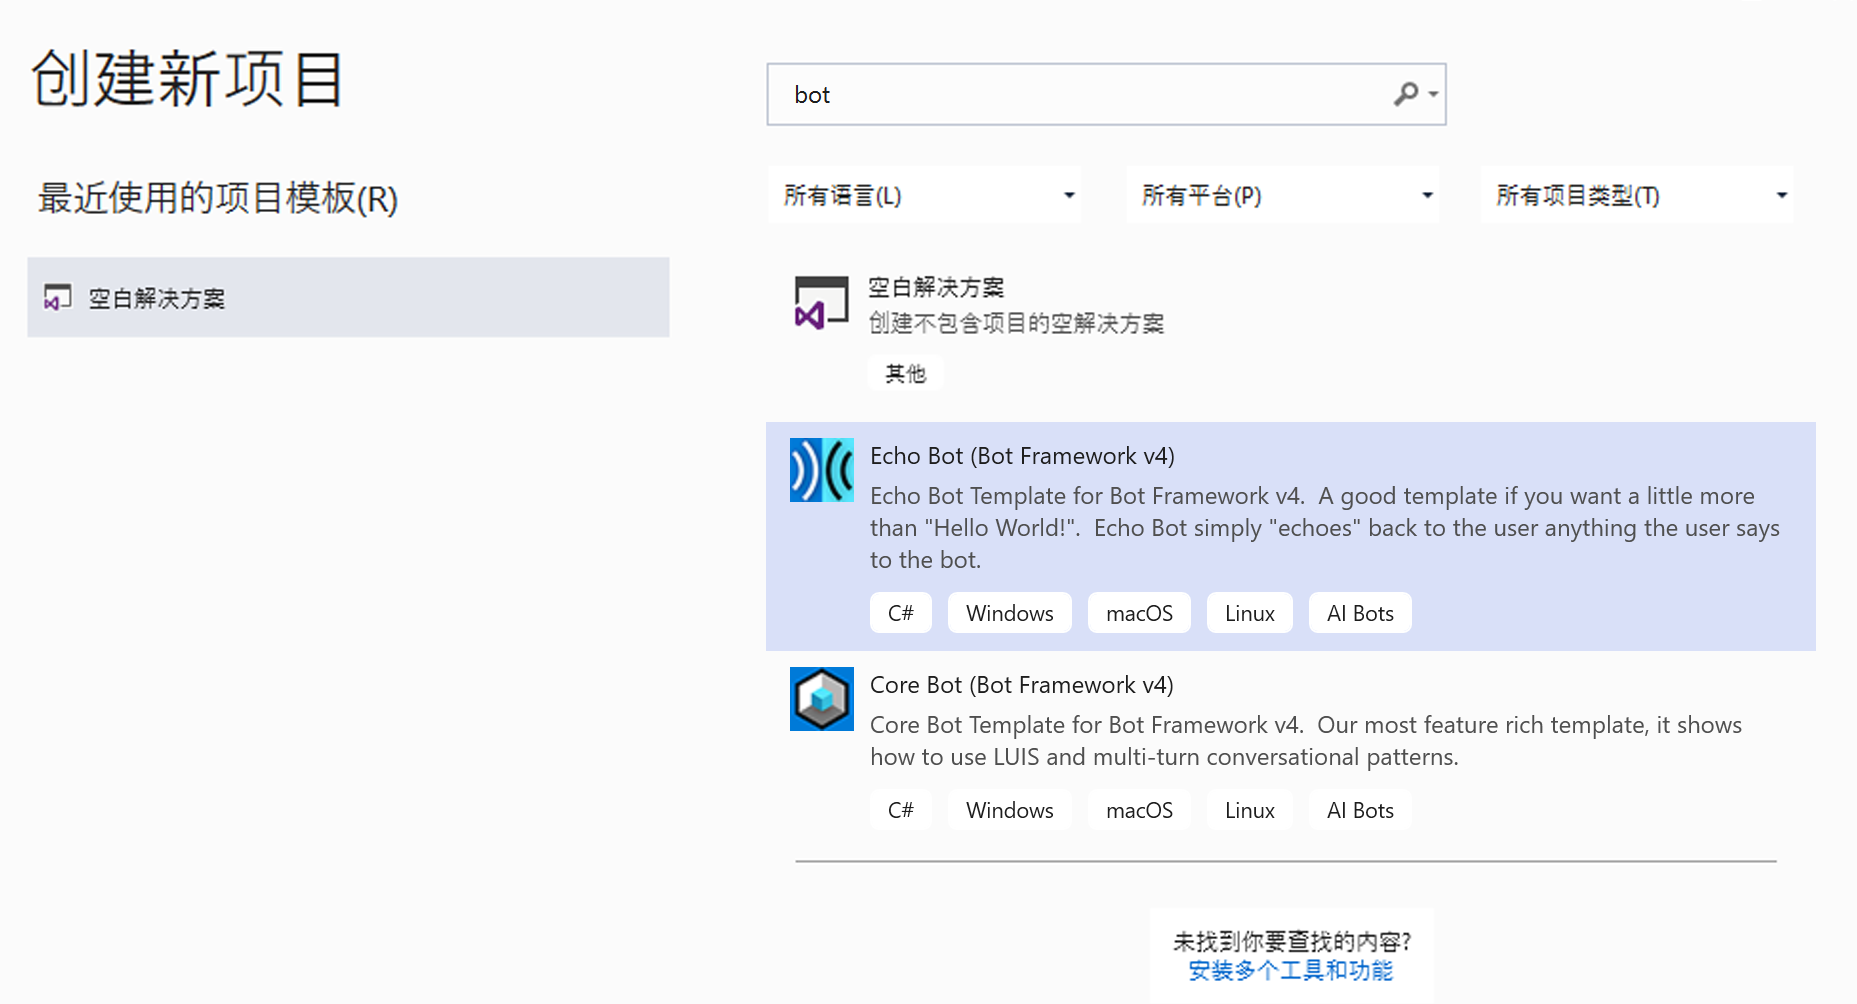 创建新项目
最近使用的项目模板(R)
空白解决方案
bot
所有语言(L)
所有平台(P)
所有项目类型(T)
空白解决方案
创建不包含项目的空解决方案
其他
Echo Bot (Bot Framework v4)
Echo Bot Template for Bot Framework v4.  A good template if you want a little more
than "Hello World!".  Echo Bot simply "echoes" back to the user anything the user says
to the bot.
C# Windows macOS Linux AI Bots
Core Bot (Bot Framework v4)
Core Bot Template for Bot Framework v4.  Our most feature rich template, it shows
how to use LUIS and multi-turn conversational patterns.
C# Windows macOS Linux AI Bots
未找到你要查找的内容?
安装多个工具和功能